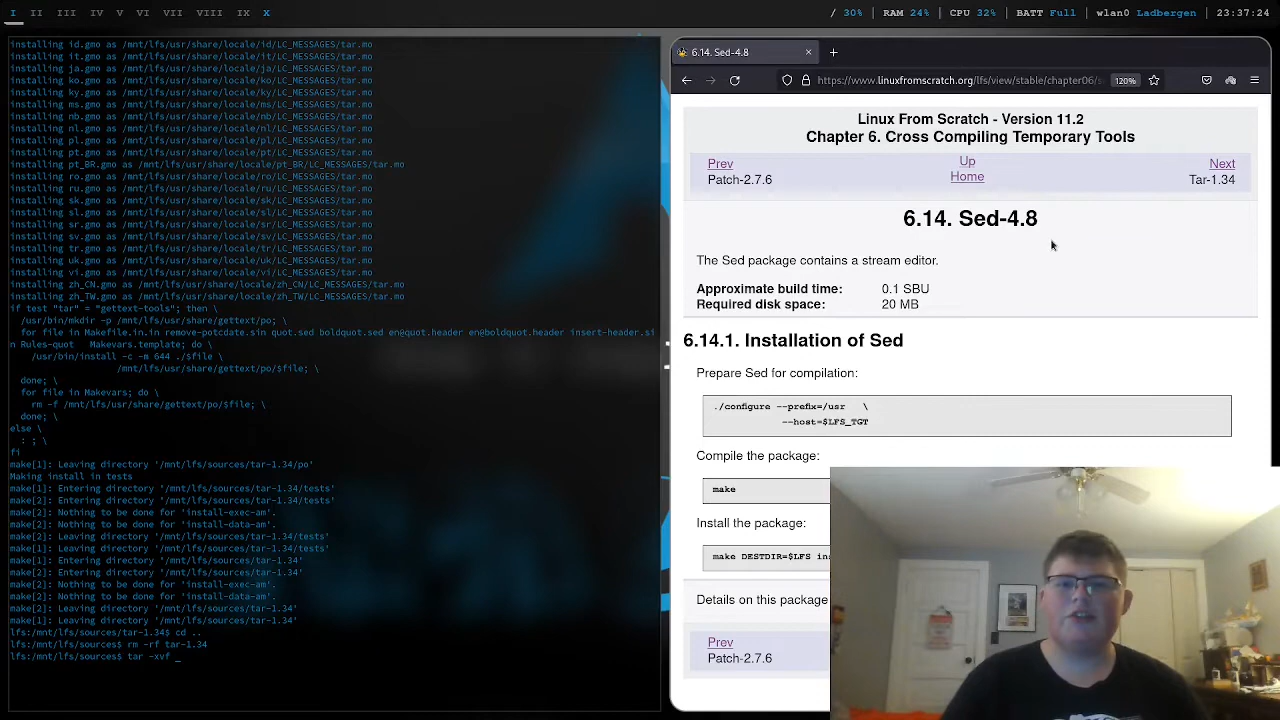 I II III IV V VI VII VIII IX X
/ 30% | RAM 24% | CPU 32% | BATT Full | wlan0 Ladbergen | 23:37:24
installing id.gmo as /mnt/lfs/usr/share/locale/id/LC_MESSAGES/tar.mo
installing it.gmo as /mnt/lfs/usr/share/locale/it/LC_MESSAGES/tar.mo
installing ja.gmo as /mnt/lfs/usr/share/locale/ja/LC_MESSAGES/tar.mo
installing ko.gmo as /mnt/lfs/usr/share/locale/ko/LC_MESSAGES/tar.mo
installing ky.gmo as /mnt/lfs/usr/share/locale/ky/LC_MESSAGES/tar.mo
installing ms.gmo as /mnt/lfs/usr/share/locale/ms/LC_MESSAGES/tar.mo
installing nb.gmo as /mnt/lfs/usr/share/locale/nb/LC_MESSAGES/tar.mo
installing nl.gmo as /mnt/lfs/usr/share/locale/nl/LC_MESSAGES/tar.mo
installing pl.gmo as /mnt/lfs/usr/share/locale/pl/LC_MESSAGES/tar.mo
installing pt.gmo as /mnt/lfs/usr/share/locale/pt/LC_MESSAGES/tar.mo
installing pt_BR.gmo as /mnt/lfs/usr/share/locale/pt_BR/LC_MESSAGES/tar.mo
installing ro.gmo as /mnt/lfs/usr/share/locale/ro/LC_MESSAGES/tar.mo
installing ru.gmo as /mnt/lfs/usr/share/locale/ru/LC_MESSAGES/tar.mo
installing sk.gmo as /mnt/lfs/usr/share/locale/sk/LC_MESSAGES/tar.mo
installing sl.gmo as /mnt/lfs/usr/share/locale/sl/LC_MESSAGES/tar.mo
installing sr.gmo as /mnt/lfs/usr/share/locale/sr/LC_MESSAGES/tar.mo
installing sv.gmo as /mnt/lfs/usr/share/locale/sv/LC_MESSAGES/tar.mo
installing tr.gmo as /mnt/lfs/usr/share/locale/tr/LC_MESSAGES/tar.mo
installing uk.gmo as /mnt/lfs/usr/share/locale/uk/LC_MESSAGES/tar.mo
installing vi.gmo as /mnt/lfs/usr/share/locale/vi/LC_MESSAGES/tar.mo
installing zh_CN.gmo as /mnt/lfs/usr/share/locale/zh_CN/LC_MESSAGES/tar.mo
installing zh_TW.gmo as /mnt/lfs/usr/share/locale/zh_TW/LC_MESSAGES/tar.mo
if test "tar" = "gettext-tools"; then \
/usr/bin/mkdir -p /mnt/lfs/usr/share/gettext/po; \
for file in Makefile.in.in remove-potcdate.sin quot.sed boldquot.sed en@quot.header en@boldquot.header insert-header.si
n Rules-quot Makevars.template; do \
/usr/bin/install -c -m 644 ./$file \
/mnt/lfs/usr/share/gettext/po/$file; \
done; \
for file in Makevars; do \
rm -f /mnt/lfs/usr/share/gettext/po/$file; \
done; \
else \
: ; \
fi
make[1]: Leaving directory '/mnt/lfs/sources/tar-1.34/po'
Making install in tests
make[1]: Entering directory '/mnt/lfs/sources/tar-1.34/tests'
make[2]: Entering directory '/mnt/lfs/sources/tar-1.34/tests'
make[2]: Nothing to be done for 'install-exec-am'.
make[2]: Nothing to be done for 'install-data-am'.
make[2]: Leaving directory '/mnt/lfs/sources/tar-1.34/tests'
make[1]: Leaving directory '/mnt/lfs/sources/tar-1.34/tests'
make[1]: Entering directory '/mnt/lfs/sources/tar-1.34'
make[2]: Entering directory '/mnt/lfs/sources/tar-1.34'
make[2]: Nothing to be done for 'install-exec-am'.
make[2]: Nothing to be done for 'install-data-am'.
make[2]: Leaving directory '/mnt/lfs/sources/tar-1.34'
make[1]: Leaving directory '/mnt/lfs/sources/tar-1.34'
lfs:/mnt/lfs/sources/tar-1.34$ cd ..
lfs:/mnt/lfs/sources$ rm -rf tar-1.34
lfs:/mnt/lfs/sources$ tar -xvf _
6.14. Sed-4.8
https://www.linuxfromscratch.org/lfs/view/stable/chapter06/s
120%
Linux From Scratch - Version 11.2
Chapter 6. Cross Compiling Temporary Tools
Prev Up Next
Patch-2.7.6 Home Tar-1.34
6.14. Sed-4.8
The Sed package contains a stream editor.
Approximate build time: 0.1 SBU
Required disk space: 20 MB
6.14.1. Installation of Sed
Prepare Sed for compilation:
./configure --prefix=/usr \
--host=$LFS_TGT
Compile the package:
make
Install the package:
make DESTDIR=$LFS ins
Details on this package
Prev
Patch-2.7.6